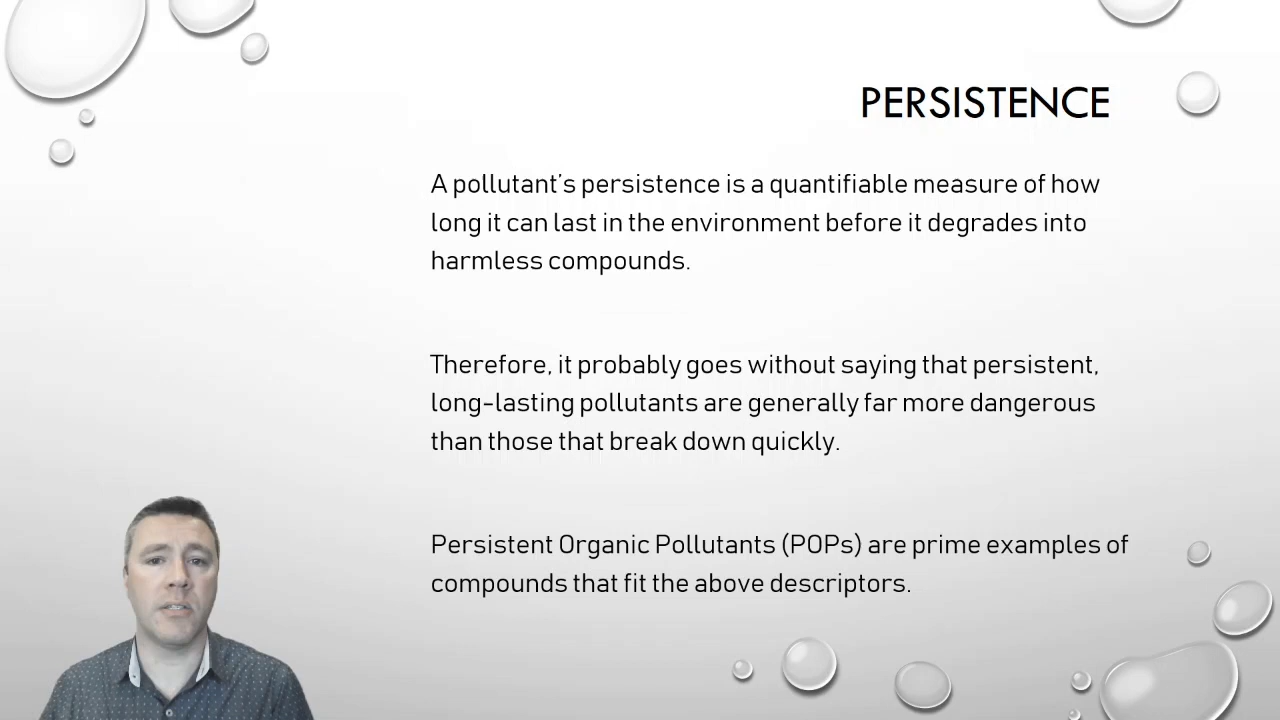 PERSISTENCE
A pollutant's persistence is a quantifiable measure of how
long it can last in the environment before it degrades into
harmless compounds.
Therefore, it probably goes without saying that persistent,
long-lasting pollutants are generally far more dangerous
than those that break down quickly.
Persistent Organic Pollutants (POPs) are prime examples of
compounds that fit the above descriptors.